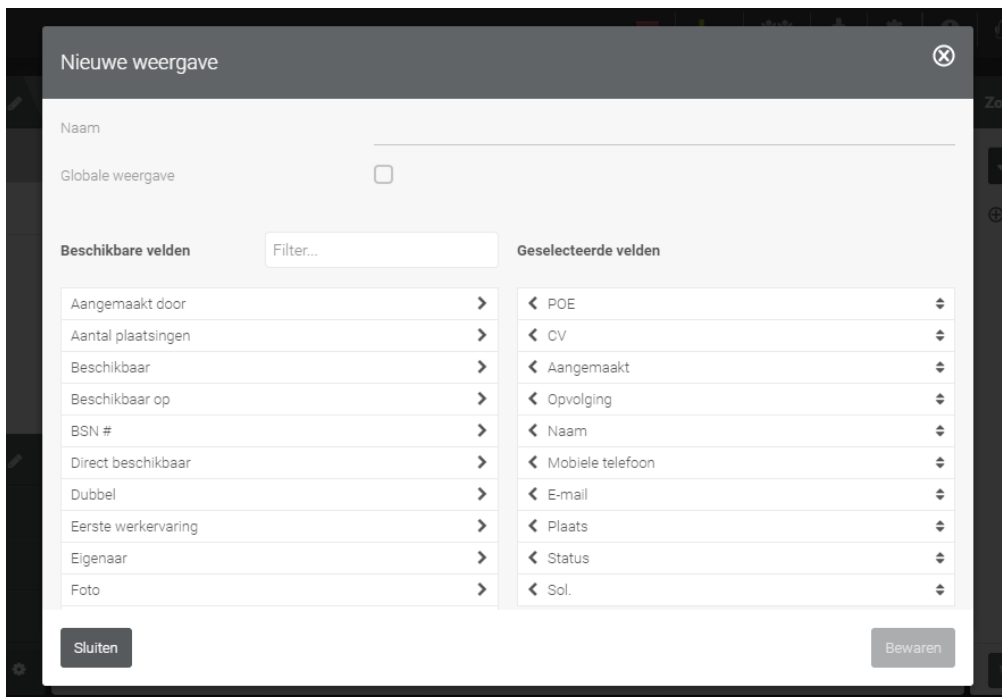 Nieuwe weergave
Naam
Globale weergave
Beschikbare velden Filter... Geselecteerde velden
Aangemaakt door POE
Aantal plaatsingen CV
Beschikbaar Aangemaakt
Beschikbaar op Opvolging
BSN # Naam
Direct beschikbaar Mobiele telefoon
Dubbel E-mail
Eerste werkervaring Plaats
Eigenaar Status
Foto Sol.
Sluiten Bewaren